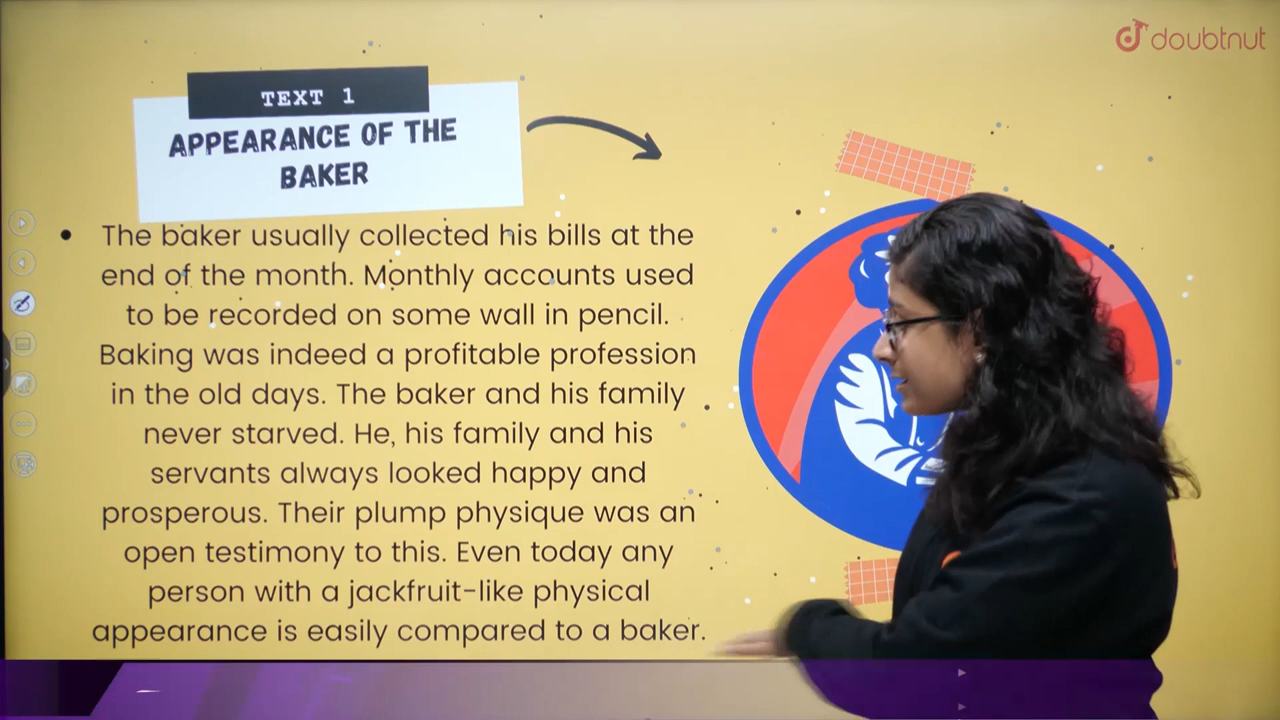 doubtnut
TEXT 1
APPEARANCE OF THE
BAKER
The baker usually collected his bills at the
end of the month. Monthly accounts used
to be recorded on some wall in pencil.
Baking was indeed a profitable profession
in the old days. The baker and his family
never starved. He, his family and his
servants always looked happy and
prosperous. Their plump physique was an
open testimony to this. Even today any
person with a jackfruit-like physical
appearance is easily compared to a baker.